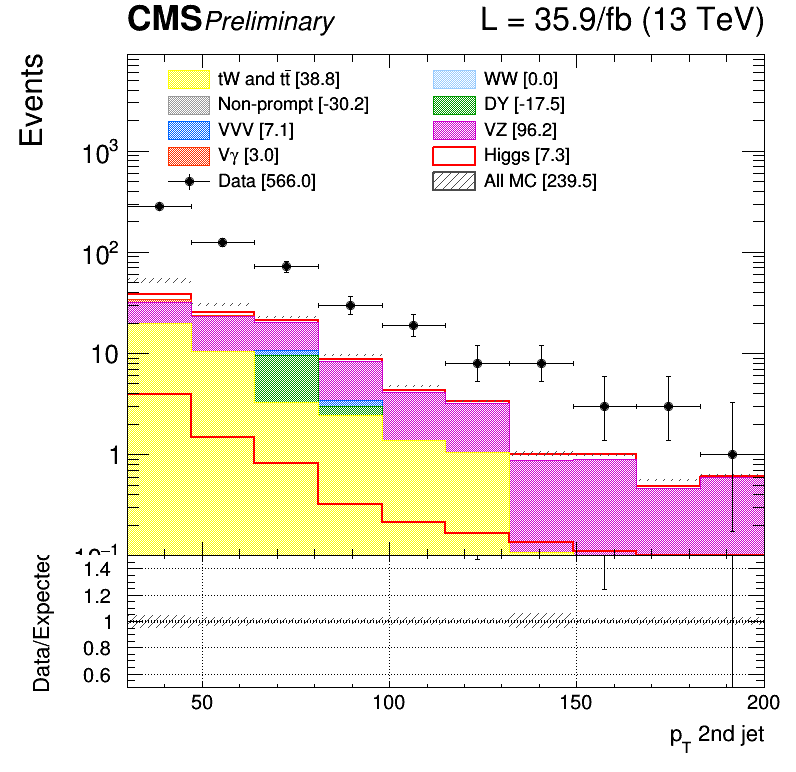 CMS Preliminary L = 35.9/fb (13 TeV)
Events
tW and tt̄ [38.8] WW [0.0]
Non-prompt [-30.2] DY [-17.5]
VVV [7.1] VZ [96.2]
Vγ [3.0] Higgs [7.3]
Data [566.0] All MC [239.5]
10³
10²
10
1
10⁻¹
Data/Expected
1.4
1.2
1
0.8
0.6
50 100 150 200
p_T 2nd jet